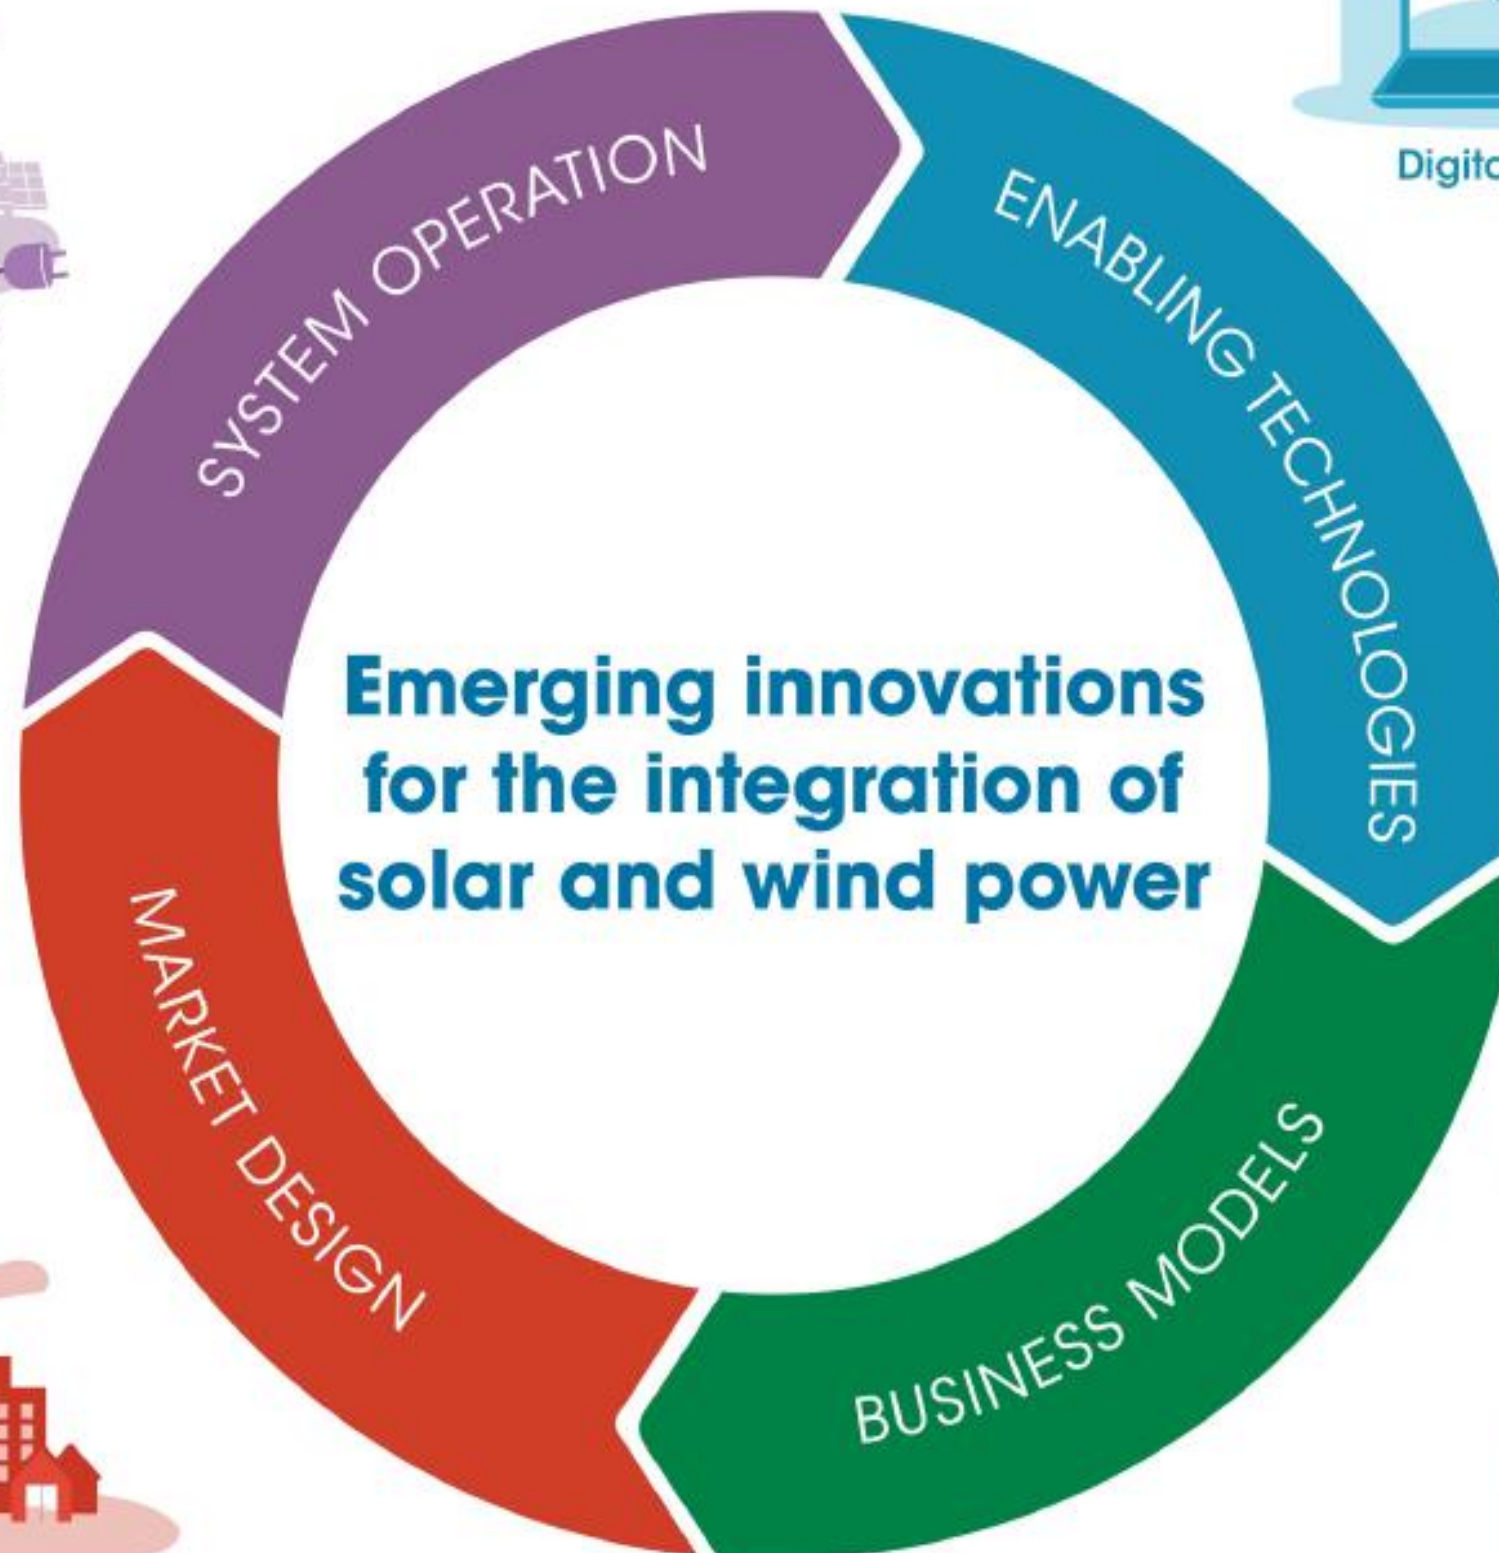 SYSTEM OPERATION
ENABLING TECHNOLOGIES
Emerging innovations
for the integration of
solar and wind power
MARKET DESIGN
BUSINESS MODELS